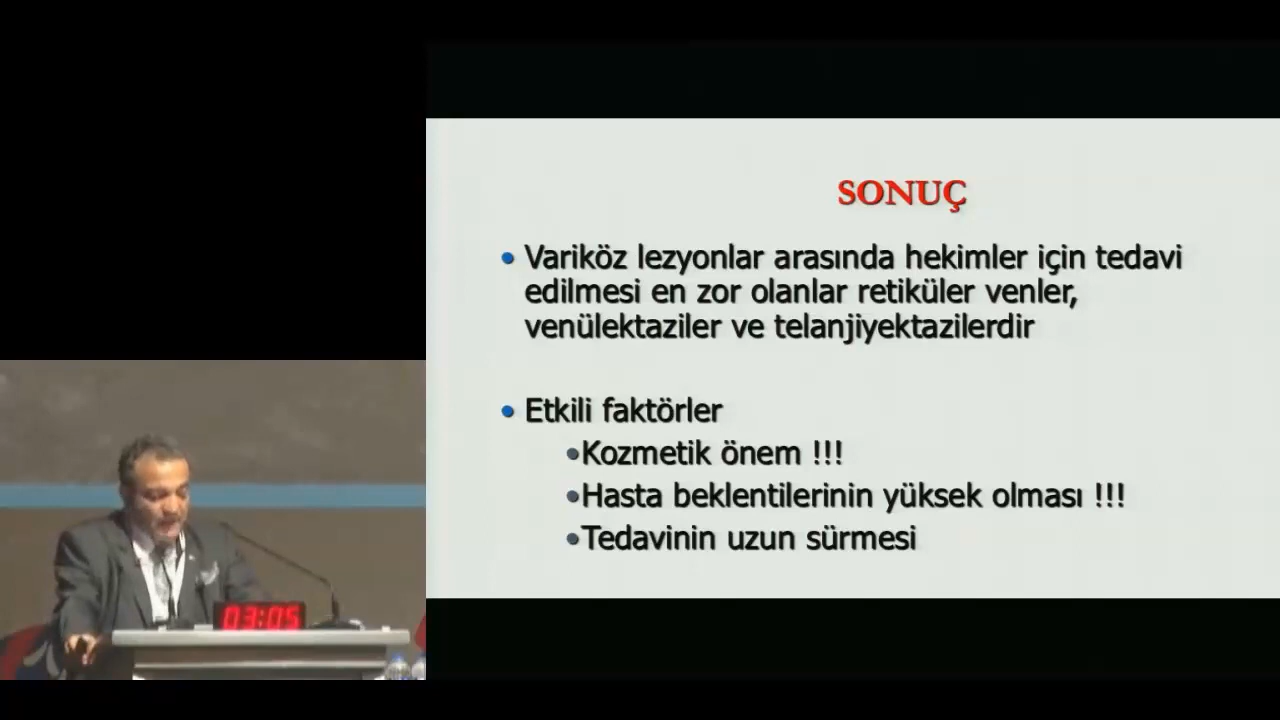 SONUÇ
• Variköz lezyonlar arasında hekimler için tedavi
edilmesi en zor olanlar retiküler venler,
venülektaziler ve telanjiyektazilerdir
• Etkili faktörler
•Kozmetik önem !!!
•Hasta beklentilerinin yüksek olması !!!
•Tedavinin uzun sürmesi
03:05